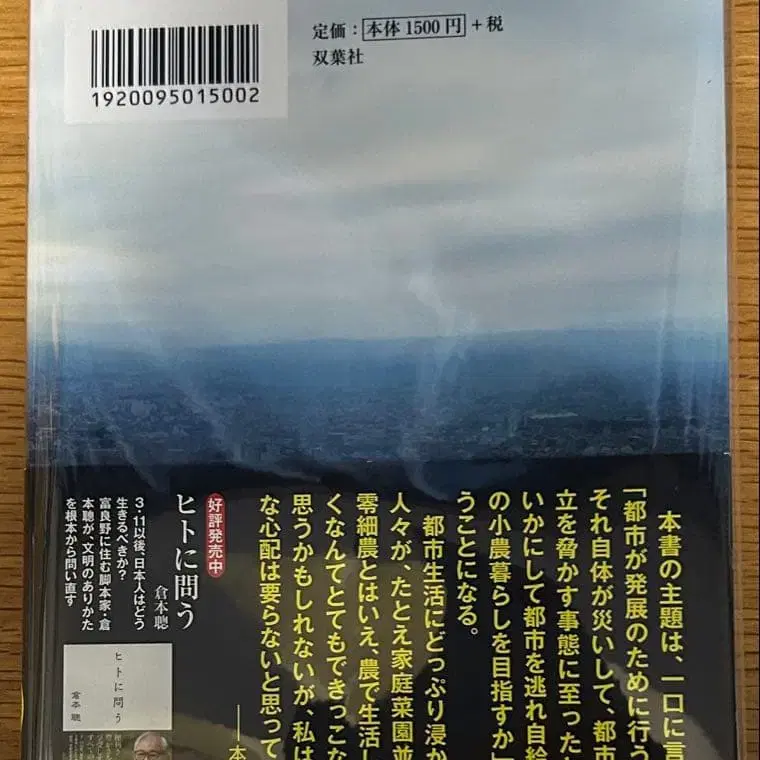 1920095015002
定価：本体1500円+税
双葉社
本書の主題は、一口に言
「都市が発展のために行う
それ自体が災いして、都市
立を脅かす事態に至った
いかにして都市を逃れ自給
の小農暮らしを目指すか」
うことになる。
都市生活にどっぷり浸か
人々が、たとえ家庭菜園並
零細農とはいえ、農で生活し
くなんてとてもできっこな
思うかもしれないが、私は
な心配は要らないと思って
──本
好評発売中
ヒトに問う
倉本聰
3・11以後、日本人はどう
生きるべきか?
富良野に住む脚本家・倉
本聰が、文明のありかた
を根本から問い直す
ヒトに問う
倉本聰